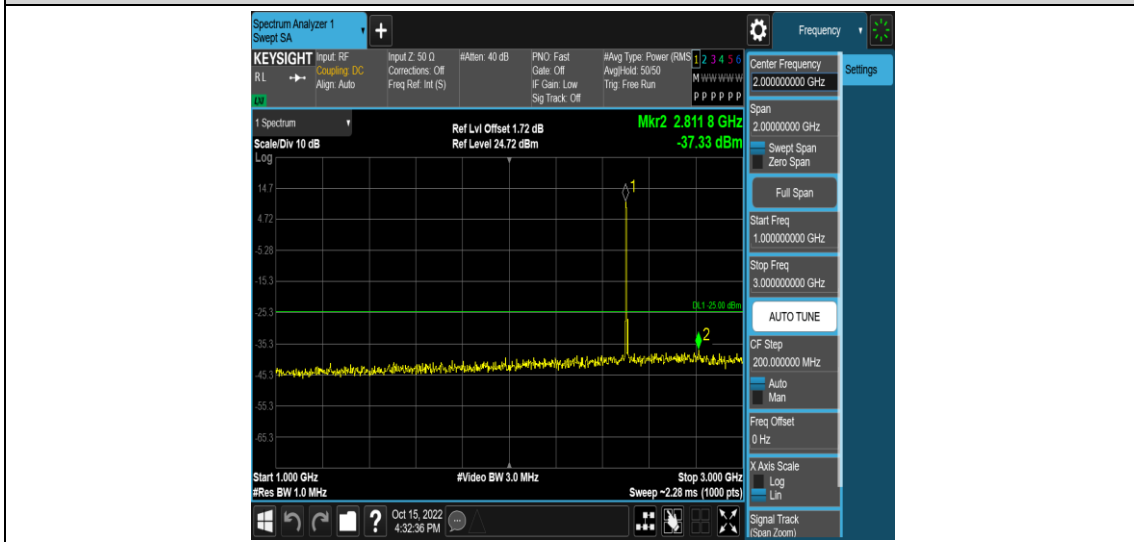 Spectrum Analyzer 1
Swept SA
+
Frequency
KEYSIGHT
RL
LXI
Input: RF
Coupling: DC
Align: Auto
Input Z: 50 Ω
Corrections: Off
Freq Ref: Int (S)
#Atten: 40 dB
PNO: Fast
Gate: Off
IF Gain: Low
Sig Track: Off
#Avg Type: Power (RMS
Avg|Hold: 50/50
Trig: Free Run
1 2 3 4 5 6
M W W W W W
P P P P P P
1 Spectrum
Scale/Div 10 dB
Log
Ref Lvl Offset 1.72 dB
Ref Level 24.72 dBm
Mkr2 2.811 8 GHz
-37.33 dBm
14.7
4.72
-5.28
-15.3
-25.3
-35.3
-45.3
-55.3
-65.3
1
DL1 -25.00 dBm
2
Start 1.000 GHz
#Res BW 1.0 MHz
#Video BW 3.0 MHz
Stop 3.000 GHz
Sweep ~2.28 ms (1000 pts)
Oct 15, 2022
4:32:36 PM
?
Center Frequency
2.000000000 GHz
Settings
Span
2.00000000 GHz
Swept Span
Zero Span
Full Span
Start Freq
1.000000000 GHz
Stop Freq
3.000000000 GHz
AUTO TUNE
CF Step
200.000000 MHz
Auto
Man
Freq Offset
0 Hz
X Axis Scale
Log
Lin
Signal Track
(Span Zoom)